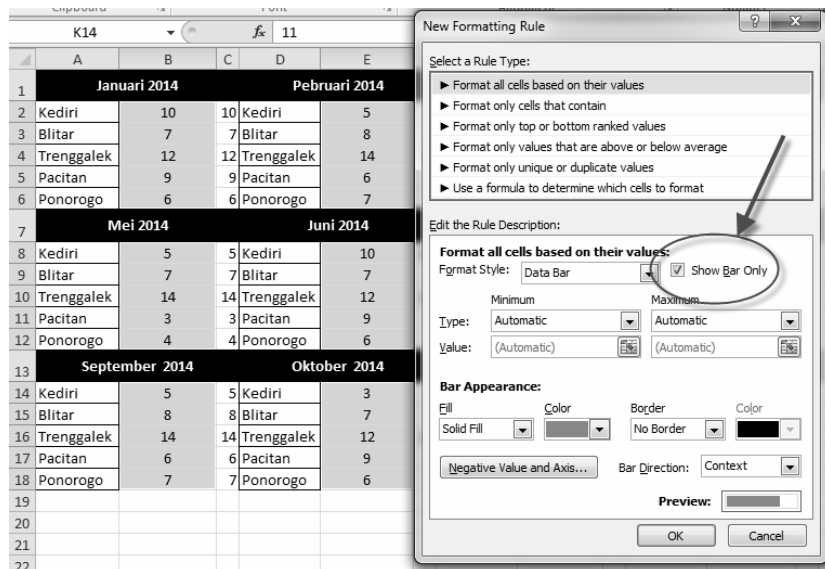 Clipboard Font
K14 fx 11
A B C D E
1 Januari 2014 Pebruari 2014
2 Kediri 10 10 Kediri 5
3 Blitar 7 7 Blitar 8
4 Trenggalek 12 12 Trenggalek 14
5 Pacitan 9 9 Pacitan 6
6 Ponorogo 6 6 Ponorogo 7
7 Mei 2014 Juni 2014
8 Kediri 5 5 Kediri 10
9 Blitar 7 7 Blitar 7
10 Trenggalek 14 14 Trenggalek 12
11 Pacitan 3 3 Pacitan 9
12 Ponorogo 4 4 Ponorogo 6
13 September 2014 Oktober 2014
14 Kediri 5 5 Kediri 3
15 Blitar 8 8 Blitar 7
16 Trenggalek 14 14 Trenggalek 12
17 Pacitan 6 6 Pacitan 9
18 Ponorogo 7 7 Ponorogo 6
19
20
21
22
New Formatting Rule
Select a Rule Type:
► Format all cells based on their values
► Format only cells that contain
► Format only top or bottom ranked values
► Format only values that are above or below average
► Format only unique or duplicate values
► Use a formula to determine which cells to format
Edit the Rule Description:
Format all cells based on their values:
Format Style: Data Bar Show Bar Only
Minimum Maximum
Type: Automatic Automatic
Value: (Automatic) (Automatic)
Bar Appearance:
Fill Color Border Color
Solid Fill No Border
Negative Value and Axis... Bar Direction: Context
Preview:
OK Cancel